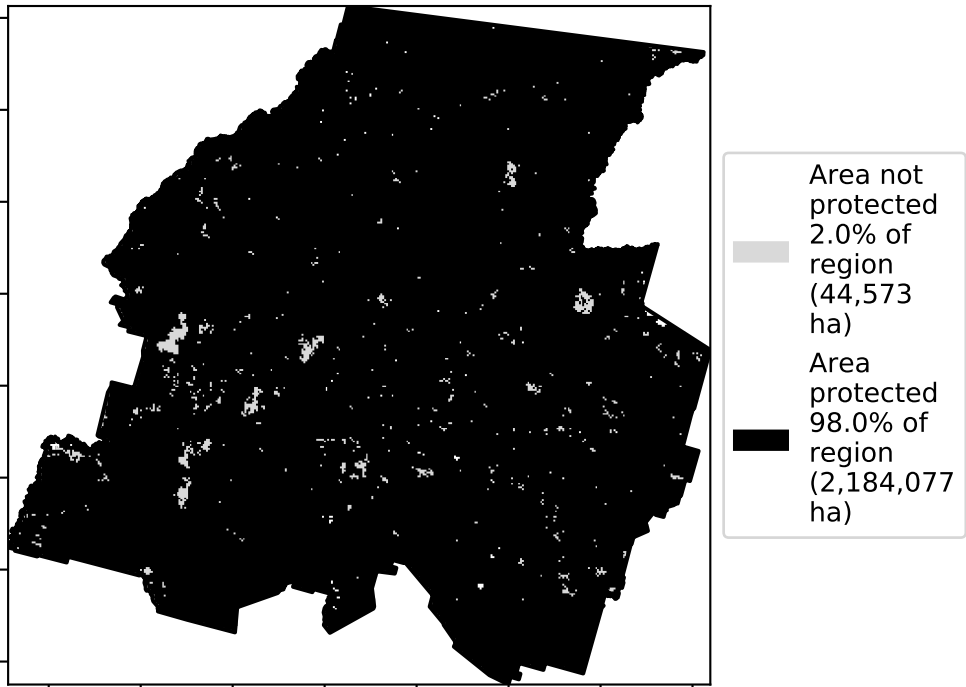 Area not
protected
2.0% of
region
(44,573
ha)
Area
protected
98.0% of
region
(2,184,077
ha)